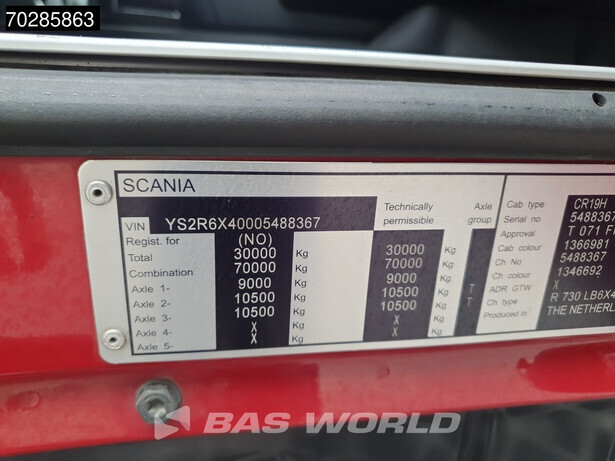 70285863
SCANIA
VIN YS2R6X40005488367
Regist. for (NO)
Total 30000 Kg
Combination 70000 Kg
Axle 1- 9000 Kg
Axle 2- 10500 Kg
Axle 3- 10500 Kg
Axle 4- X Kg
Axle 5- X Kg
Technically permissible
Axle group
30000 Kg
70000 Kg
9000 Kg
10500 Kg T
10500 Kg T
X Kg
X Kg
Cab type CR19H
Serial no 5488367
Approval T 071
Cab colour 1366981
Ch No 5488367
Ch colour 1346692
ADR GTW X
Ch type R 730 LB6X4
Produced in THE
BAS WORLD